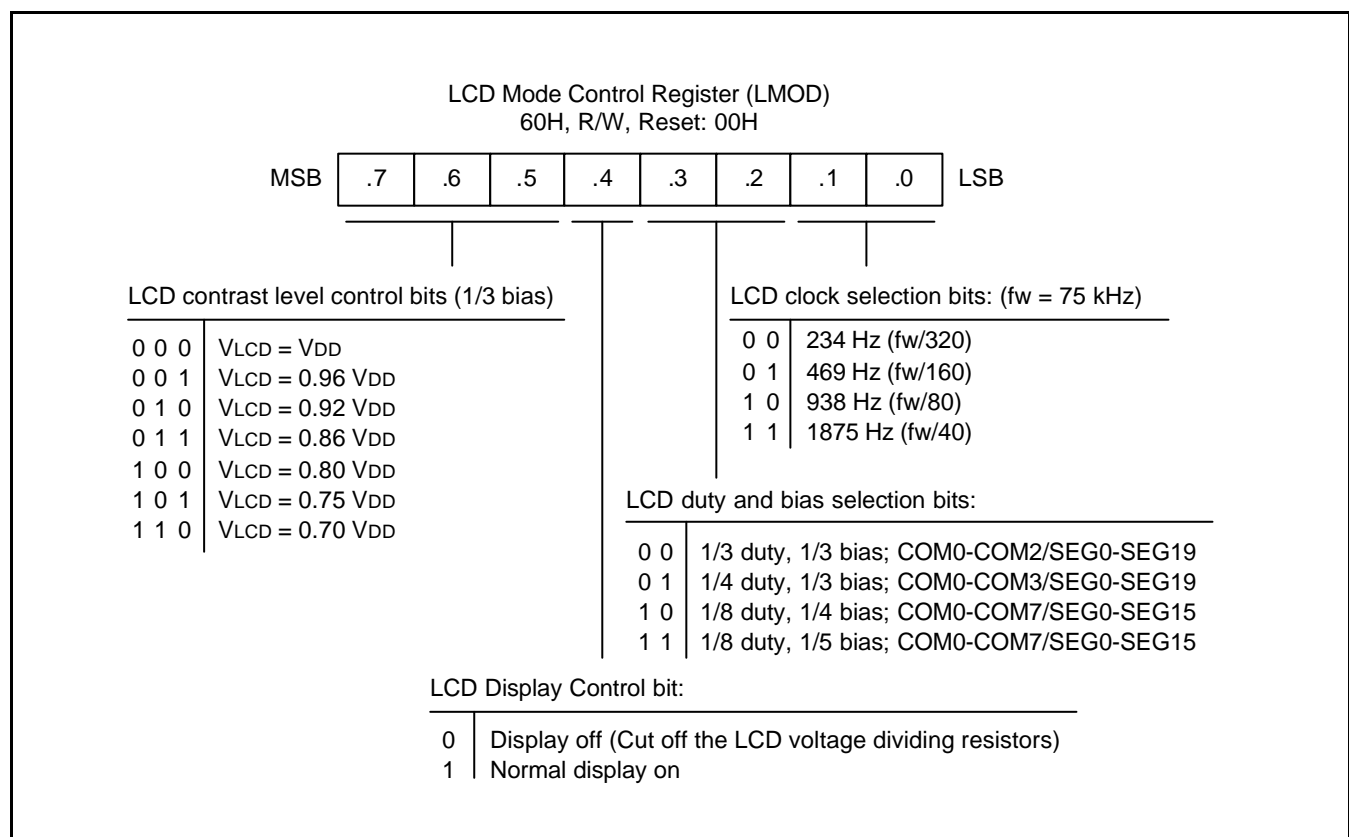 LCD Mode Control Register (LMOD)
60H, R/W, Reset: 00H
MSB .7 .6 .5 .4 .3 .2 .1 .0 LSB
LCD contrast level control bits (1/3 bias)
0 0 0 VLCD = VDD
0 0 1 VLCD = 0.96 VDD
0 1 0 VLCD = 0.92 VDD
0 1 1 VLCD = 0.86 VDD
1 0 0 VLCD = 0.80 VDD
1 0 1 VLCD = 0.75 VDD
1 1 0 VLCD = 0.70 VDD
LCD clock selection bits: (fw = 75 kHz)
0 0 234 Hz (fw/320)
0 1 469 Hz (fw/160)
1 0 938 Hz (fw/80)
1 1 1875 Hz (fw/40)
LCD duty and bias selection bits:
0 0 1/3 duty, 1/3 bias; COM0-COM2/SEG0-SEG19
0 1 1/4 duty, 1/3 bias; COM0-COM3/SEG0-SEG19
1 0 1/8 duty, 1/4 bias; COM0-COM7/SEG0-SEG15
1 1 1/8 duty, 1/5 bias; COM0-COM7/SEG0-SEG15
LCD Display Control bit:
0 Display off (Cut off the LCD voltage dividing resistors)
1 Normal display on